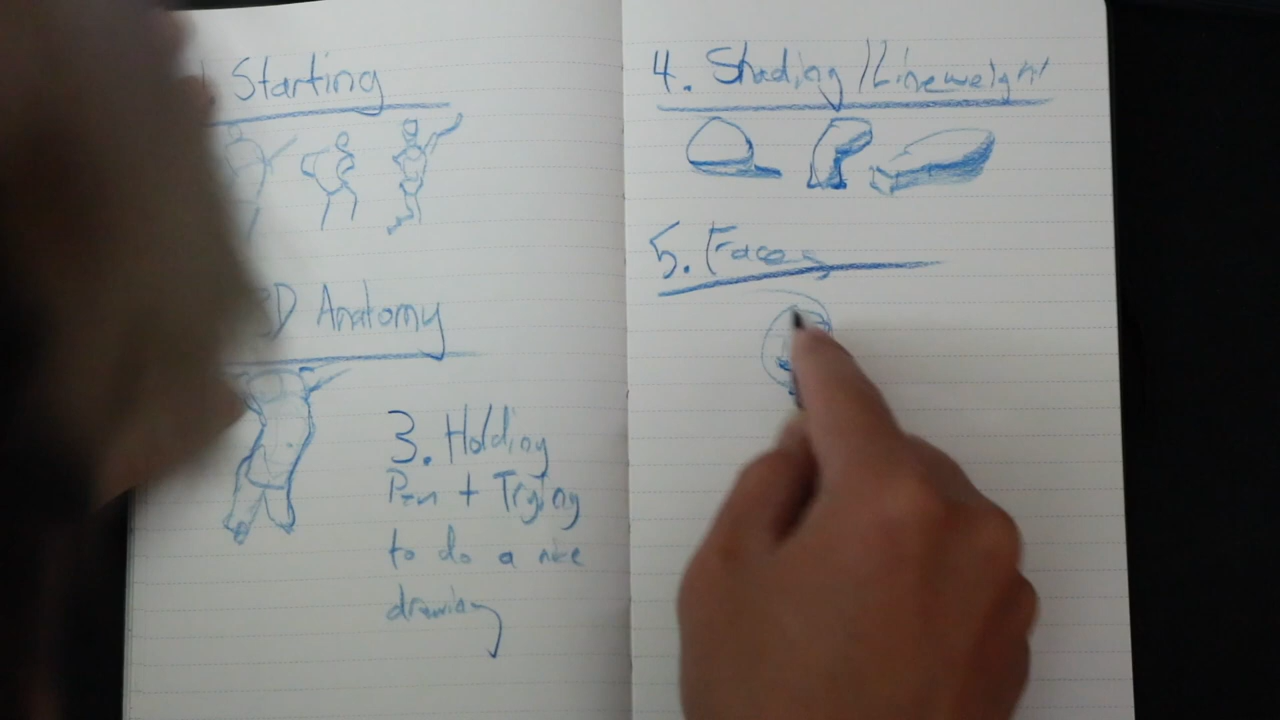 Starting
3D Anatomy
3. Holding
Pen + Trying
to do a nice
drawing
4. Shading / Lineweight
5. Faces